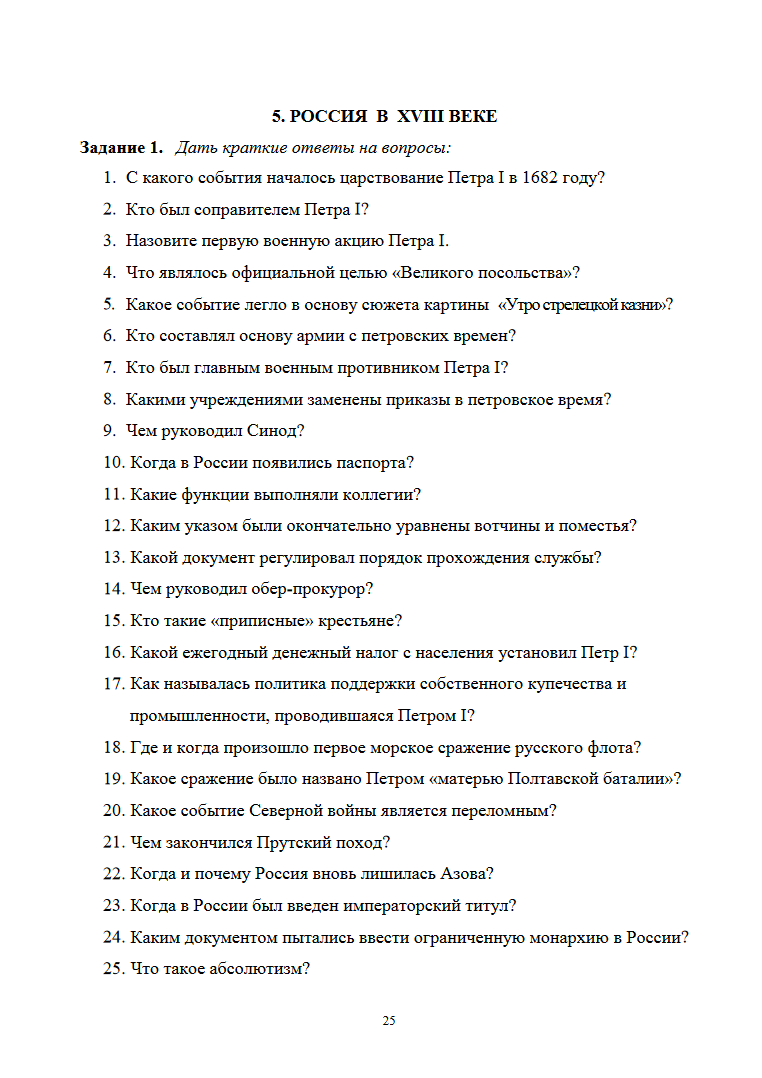 5. РОССИЯ В XVIII ВЕКЕ
Задание 1. Дать краткие ответы на вопросы:
1. С какого события началось царствование Петра I в 1682 году?
2. Кто был соправителем Петра I?
3. Назовите первую военную акцию Петра I.
4. Что являлось официальной целью «Великого посольства»?
5. Какое событие легло в основу сюжета картины «Утро стрелецкой казни»?
6. Кто составлял основу армии с петровских времен?
7. Кто был главным военным противником Петра I?
8. Какими учреждениями заменены приказы в петровское время?
9. Чем руководил Синод?
10. Когда в России появились паспорта?
11. Какие функции выполняли коллегии?
12. Каким указом были окончательно уравнены вотчины и поместья?
13. Какой документ регулировал порядок прохождения службы?
14. Чем руководил обер-прокурор?
15. Кто такие «приписные» крестьяне?
16. Какой ежегодный денежный налог с населения установил Петр I?
17. Как называлась политика поддержки собственного купечества и
промышленности, проводившаяся Петром I?
18. Где и когда произошло первое морское сражение русского флота?
19. Какое сражение было названо Петром «матерью Полтавской баталии»?
20. Какое событие Северной войны является переломным?
21. Чем закончился Прутский поход?
22. Когда и почему Россия вновь лишилась Азова?
23. Когда в России был введен императорский титул?
24. Каким документом пытались ввести ограниченную монархию в России?
25. Что такое абсолютизм?
25